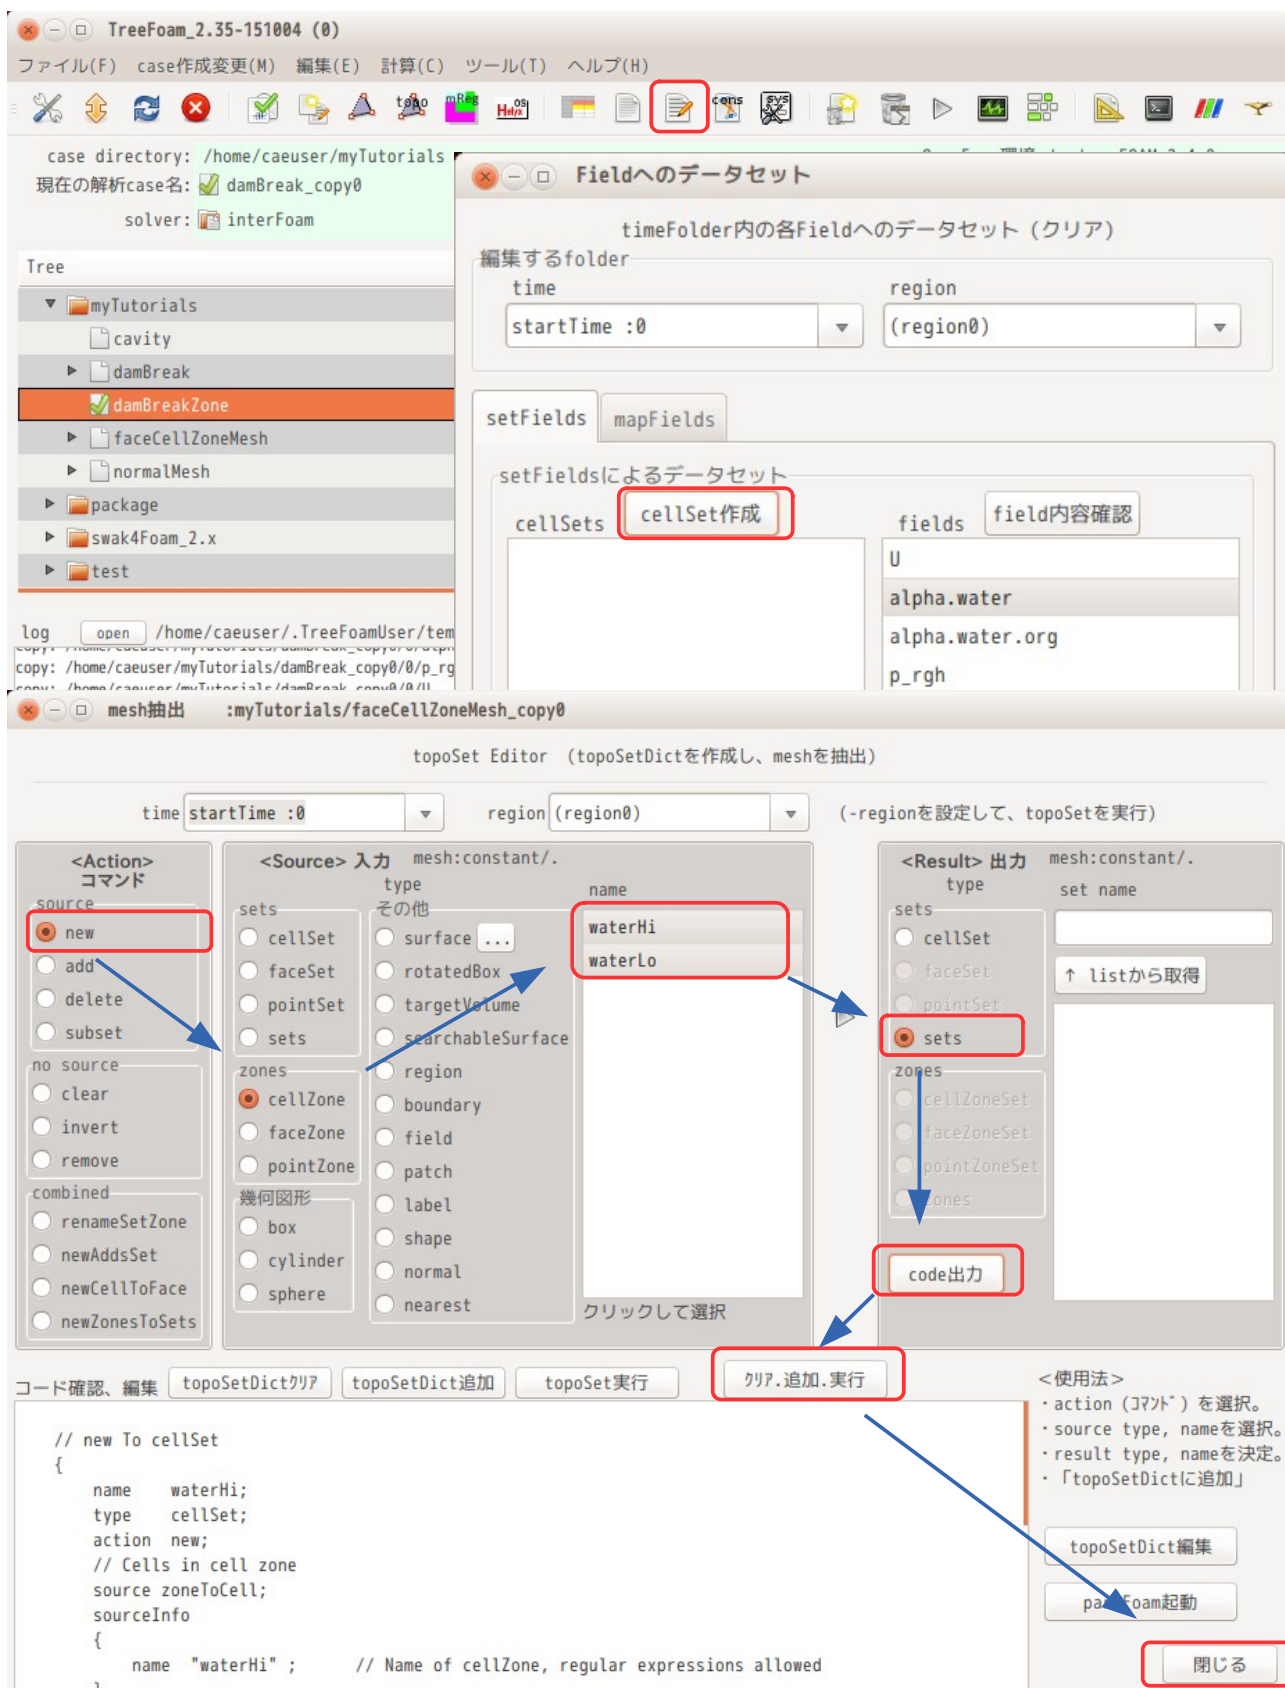 TreeFoam_2.35-151004 (0)
ファイル(F) case作成変更(M) 編集(E) 計算(C) ツール(T) ヘルプ(H)
topo mReg Helyx OS cons sys
case directory: /home/caeuser/myTutorials
現在の解析case名: damBreak_copy0
solver: interFoam
Tree
myTutorials
cavity
damBreak
damBreakZone
faceCellZoneMesh
normalMesh
package
swak4Foam_2.x
test
log open /home/caeuser/.TreeFoamUser/tem
copy: /home/caeuser/myTutorials/damBreak_copy0/0/p_rg
Fieldへのデータセット
timeFolder内の各Fieldへのデータセット (クリア)
編集するfolder
time region
startTime :0 (region0)
setFields mapFields
setFieldsによるデータセット
cellSets cellSet作成 fields field内容確認
U
alpha.water
alpha.water.org
p_rgh
mesh抽出 :myTutorials/faceCellZoneMesh_copy0
topoSet Editor (topoSetDictを作成し、meshを抽出)
time startTime :0 region (region0) (-regionを設定して、topoSetを実行)
<Action>
コマンド
source
new
add
delete
subset
no source
clear
invert
remove
combined
renameSetZone
newAddsSet
newCellToFace
newZonesToSets
<Source> 入力 mesh:constant/.
type
sets
cellSet
faceSet
pointSet
sets
zones
cellZone
faceZone
pointZone
幾何図形
box
cylinder
sphere
その他
surface ...
rotatedBox
targetVolume
searchableSurface
region
boundary
field
patch
label
shape
normal
nearest
name
waterHi
waterLo
クリックして選択
<Result> 出力 mesh:constant/.
type set name
sets
cellSet
faceSet
pointSet
sets
zones
cellZoneSet
faceZoneSet
pointZoneSet
zones
↑ listから取得
code出力
コード確認、編集 topoSetDictクリア topoSetDict追加 topoSet実行 クリア.追加.実行
// new To cellSet
{
name waterHi;
type cellSet;
action new;
// Cells in cell zone
source zoneToCell;
sourceInfo
{
name "waterHi" ; // Name of cellZone, regular expressions allowed
<使用法>
・action (コマンド) を選択。
・source type, nameを選択。
・result type, nameを決定。
・「topoSetDictに追加」
topoSetDict編集
閉じる